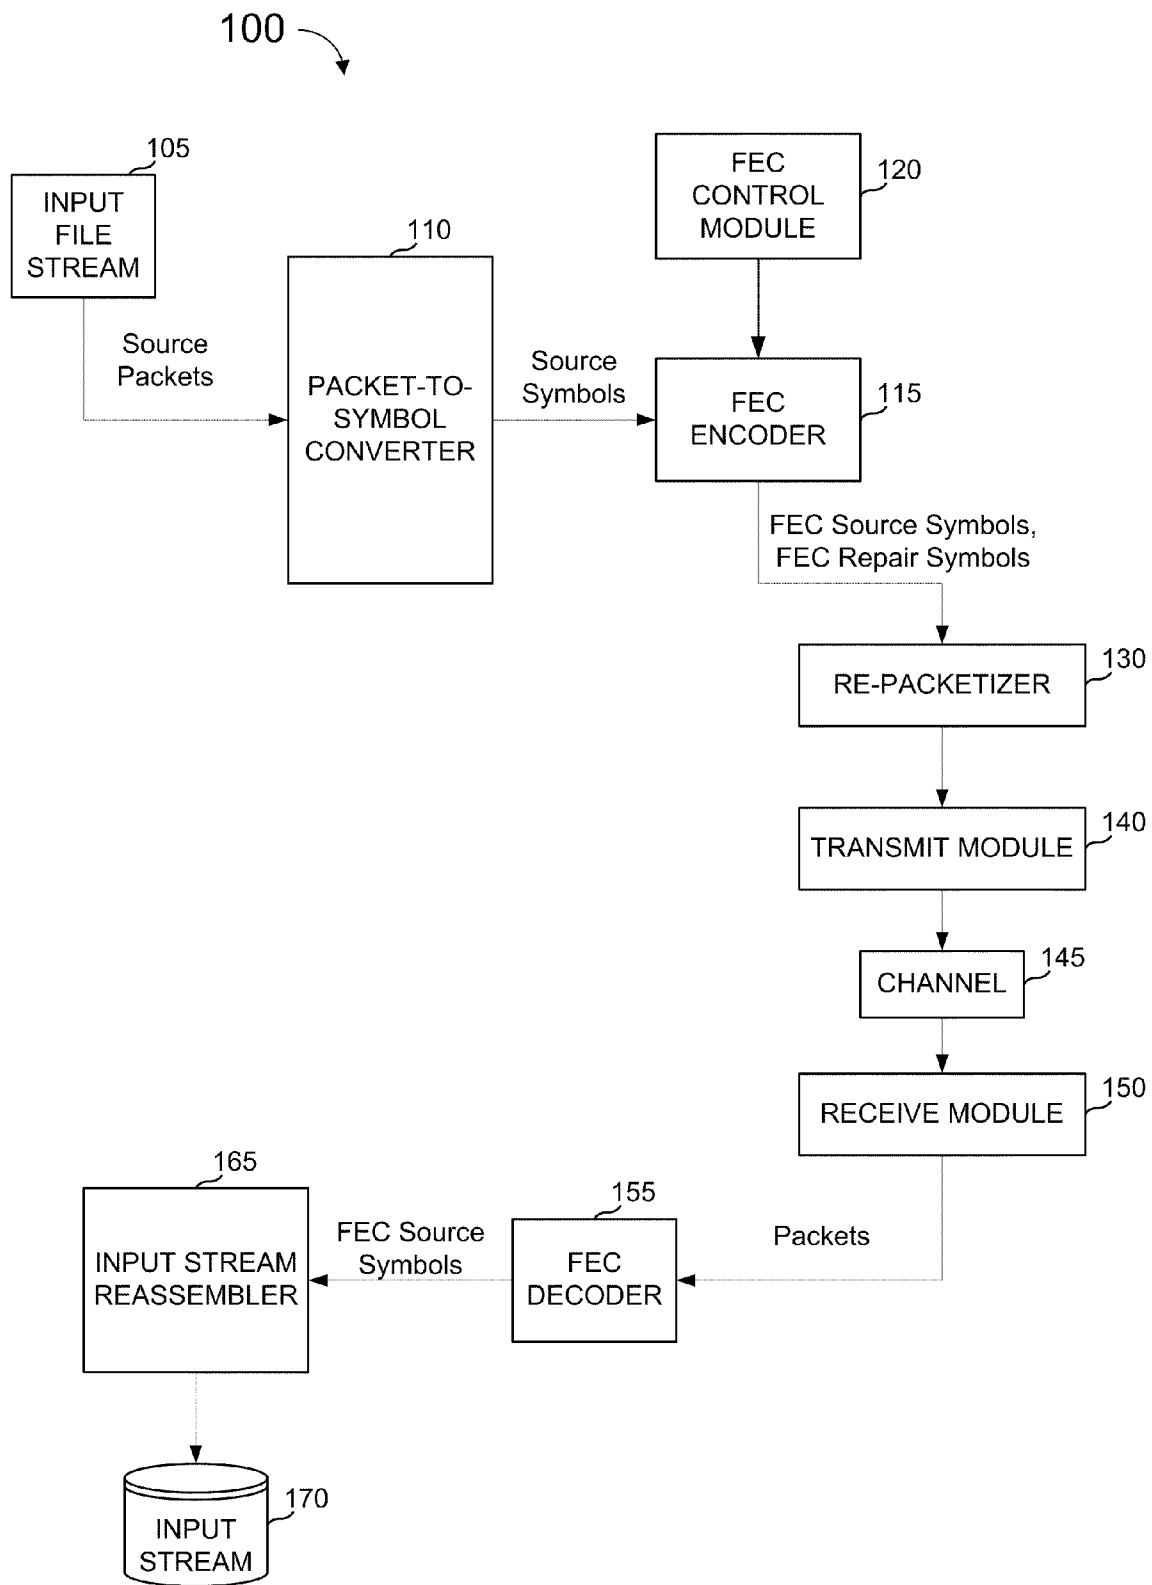 100
105
INPUT
FILE
STREAM
Source
Packets
110
PACKET-TO-
SYMBOL
CONVERTER
Source
Symbols
FEC
CONTROL
MODULE
120
FEC
ENCODER
115
FEC Source Symbols,
FEC Repair Symbols
RE-PACKETIZER
130
TRANSMIT MODULE
140
CHANNEL
145
RECEIVE MODULE
150
Packets
155
FEC
DECODER
FEC Source
Symbols
165
INPUT STREAM
REASSEMBLER
INPUT
STREAM
170